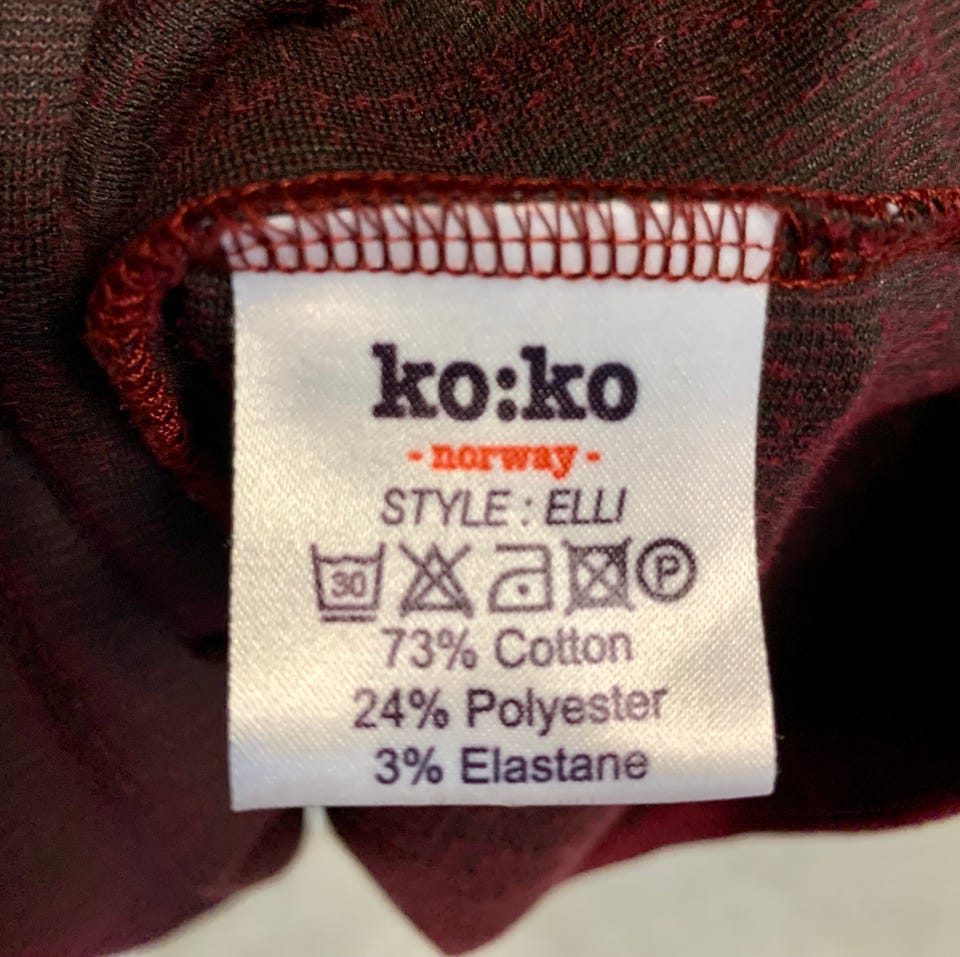 ko:ko
- norway -
STYLE : ELLI
30 P
73% Cotton
24% Polyester
3% Elastane